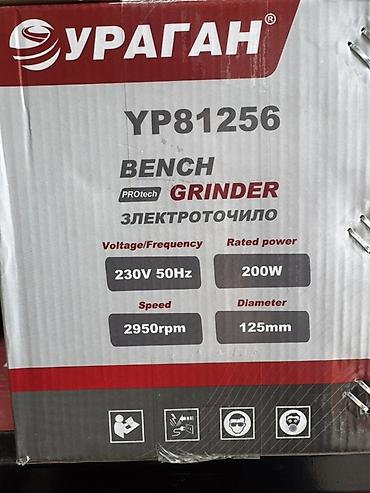 УРАГАН®
YP81256
BENCH
PROtech GRINDER
ЗЛЕКТРОТОЧИЛО
Voltage/Frequency Rated power
230V 50Hz 200W
Speed Diameter
2950rpm 125mm